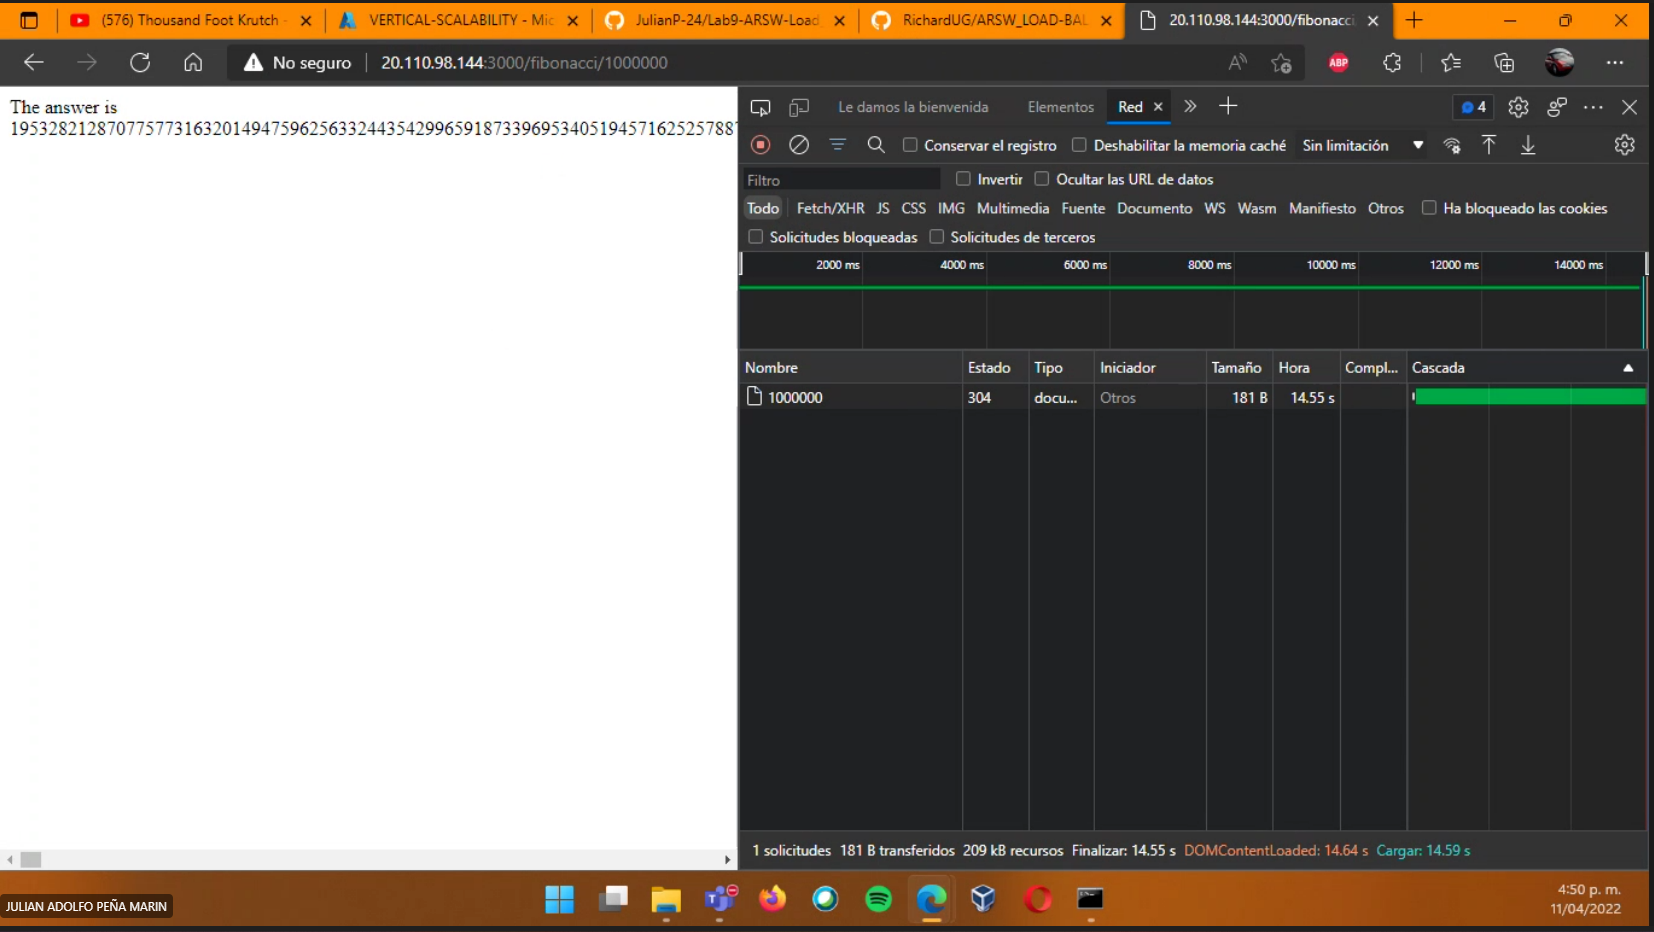 (576) Thousand Foot Krutch -
VERTICAL-SCALABILITY - Mic
JulianP-24/Lab9-ARSW-Load
RichardUG/ARSW_LOAD-BAL
20.110.98.144:3000/fibonacci
No seguro
20.110.98.144:3000/fibonacci/1000000
ABP
The answer is
Le damos la bienvenida
Elementos
Red
4
Conservar el registro
Deshabilitar la memoria caché
Sin limitación
Filtro
Invertir
Ocultar las URL de datos
Todo
Fetch/XHR
JS
CSS
IMG
Multimedia
Fuente
Documento
WS
Wasm
Manifiesto
Otros
Ha bloqueado las cookies
Solicitudes bloqueadas
Solicitudes de terceros
2000 ms
4000 ms
6000 ms
8000 ms
10000 ms
12000 ms
14000 ms
Nombre
Estado
Tipo
Iniciador
Tamaño
Hora
Compl...
Cascada
1000000
304
docu...
Otros
181 B
14.55 s
1 solicitudes
181 B transferidos
209 kB recursos
Finalizar: 14.55 s
DOMContentLoaded: 14.64 s
Cargar: 14.59 s
JULIAN ADOLFO PEÑA MARIN
4:50 p. m.
11/04/2022